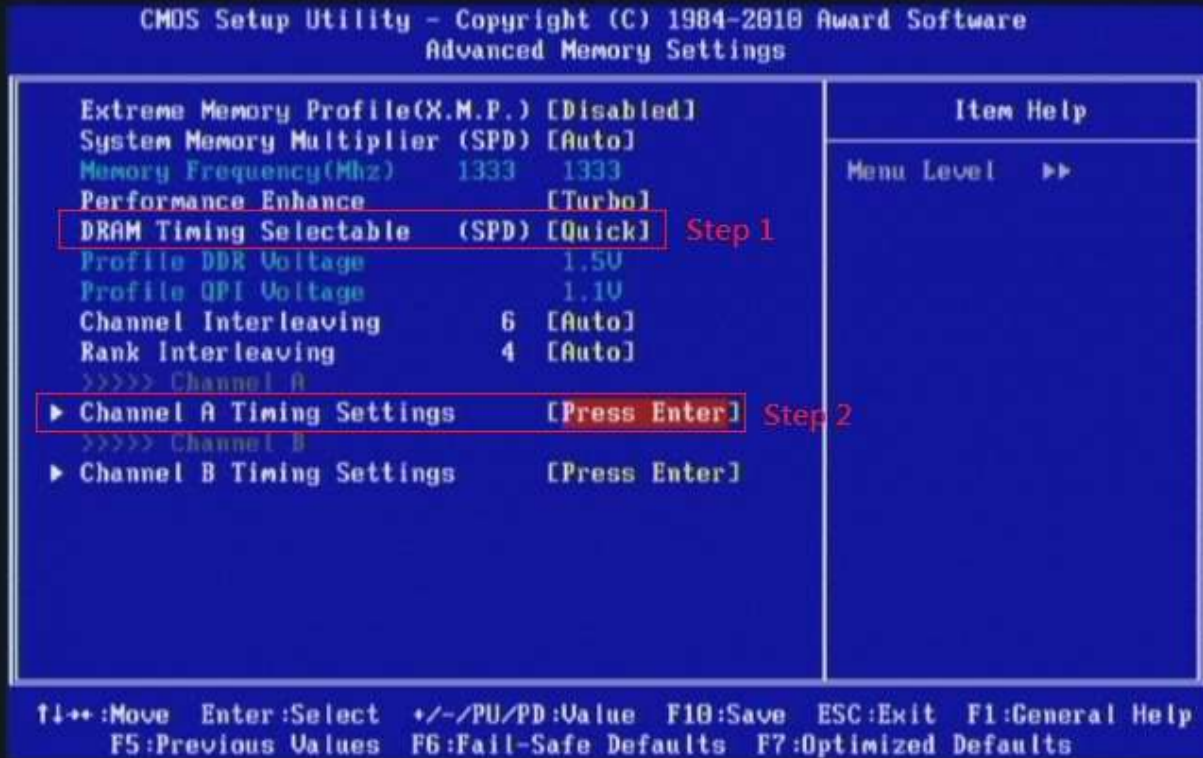 CMOS Setup Utility - Copyright (C) 1984-2010 Award Software
Advanced Memory Settings
Extreme Memory Profile(X.M.P.) [Disabled]
System Memory Multiplier (SPD) [Auto]
Memory Frequency(Mhz) 1333 1333
Performance Enhance [Turbo]
DRAM Timing Selectable (SPD) [Quick] Step 1
Profile DDR Voltage 1.5V
Profile QPI Voltage 1.1V
Channel Interleaving 6 [Auto]
Rank Interleaving 4 [Auto]
>>>>> Channel A
▶ Channel A Timing Settings [Press Enter] Step 2
>>>>> Channel B
▶ Channel B Timing Settings [Press Enter]
Item Help
Menu Level ▶▶
↑↓→←:Move Enter:Select +/-/PU/PD:Value F10:Save ESC:Exit F1:General Help
F5:Previous Values F6:Fail-Safe Defaults F7:Optimized Defaults